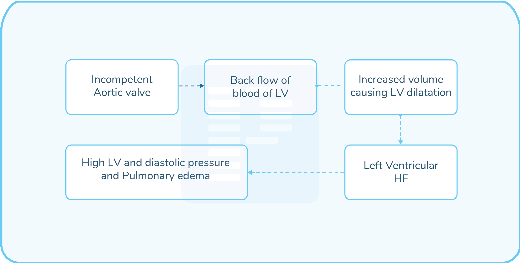 Incompetent
Aortic valve
Back flow of
blood of LV
Increased volume
causing LV dilatation
Left Ventricular
HF
High LV and diastolic pressure
and Pulmonary edema